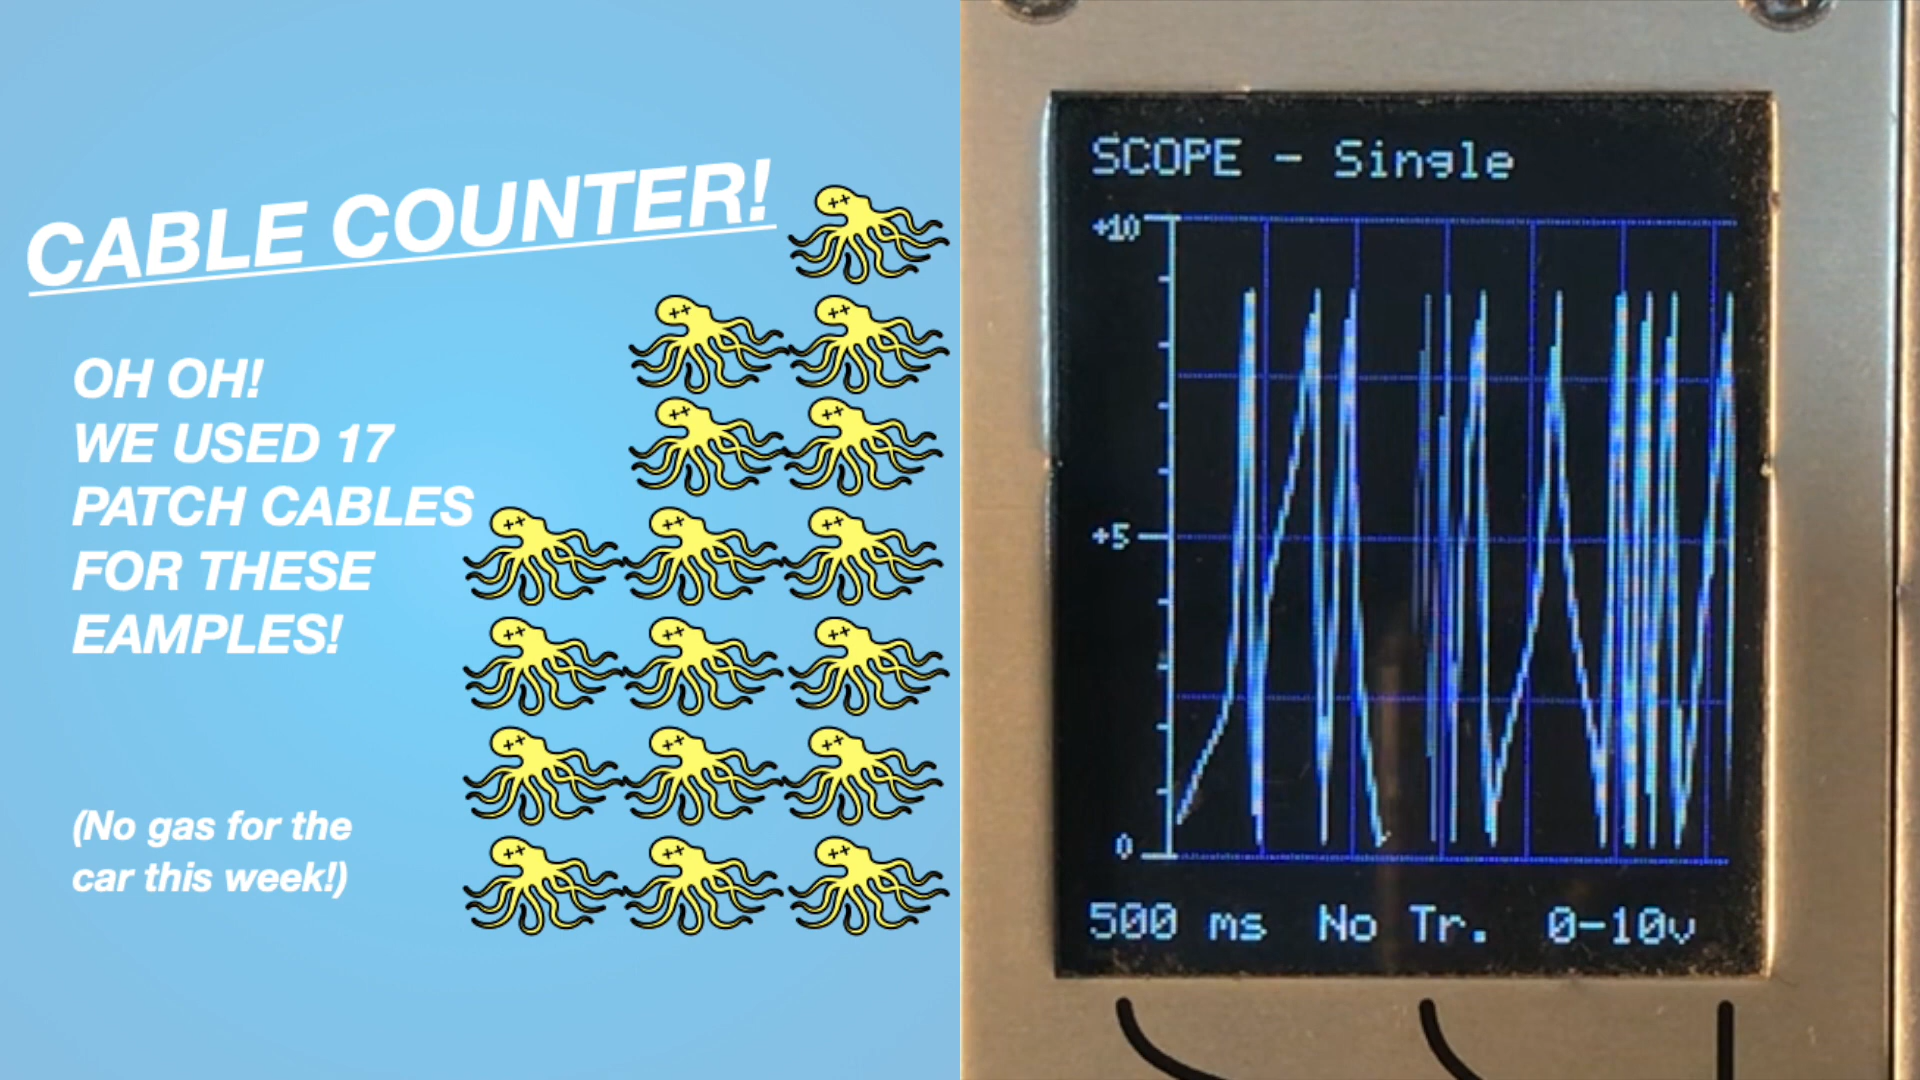 CABLE COUNTER!
OH OH!
WE USED 17
PATCH CABLES
FOR THESE
EAMPLES!
(No gas for the
car this week!)
SCOPE - Single
+10
+5
0
500 ms No Tr. 0-10v